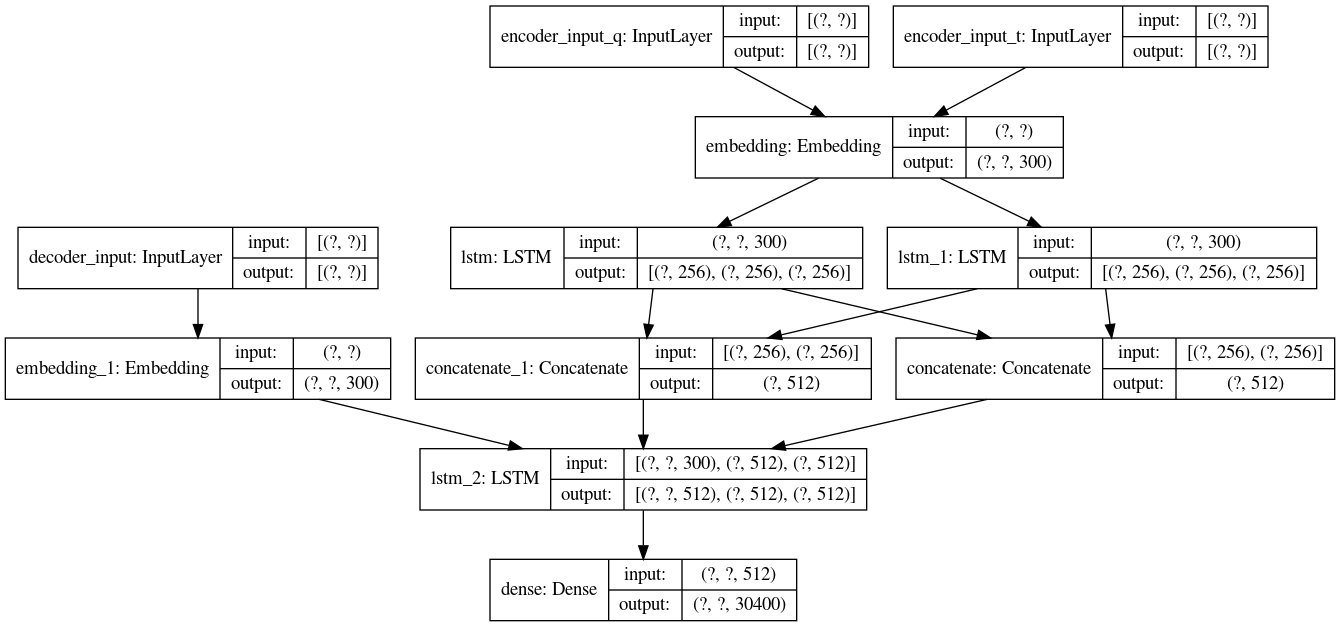 encoder_input_q: InputLayer input: [(?, ?)] output: [(?, ?)]
encoder_input_t: InputLayer input: [(?, ?)] output: [(?, ?)]
embedding: Embedding input: (?, ?) output: (?, ?, 300)
decoder_input: InputLayer input: [(?, ?)] output: [(?, ?)]
lstm: LSTM input: (?, ?, 300) output: [(?, 256), (?, 256), (?, 256)]
lstm_1: LSTM input: (?, ?, 300) output: [(?, 256), (?, 256), (?, 256)]
embedding_1: Embedding input: (?, ?) output: (?, ?, 300)
concatenate_1: Concatenate input: [(?, 256), (?, 256)] output: (?, 512)
concatenate: Concatenate input: [(?, 256), (?, 256)] output: (?, 512)
lstm_2: LSTM input: [(?, ?, 300), (?, 512), (?, 512)] output: [(?, ?, 512), (?, 512), (?, 512)]
dense: Dense input: (?, ?, 512) output: (?, ?, 30400)